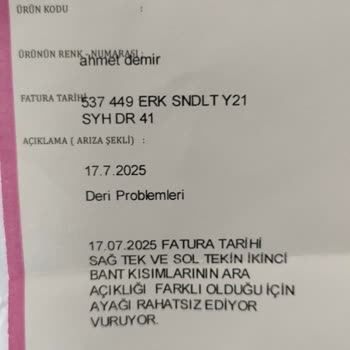 ÜRÜN KODU :
ÜRÜNÜN RENK - NUMARASI :
ahmet demir
FATURA TARİHİ
537 449 ERK SNDLT Y21
SYH DR 41
AÇIKLAMA ( ARIZA ŞEKLİ) :
17.7.2025
Deri Problemleri
17.07.2025 FATURA TARİHİ
SAĞ TEK VE SOL TEKİN İKİNCİ
BANT KISIMLARININ ARA
AÇIKLIĞI FARKLI OLDUĞU İÇİN
AYAĞI RAHATSIZ EDİYOR
VURUYOR.